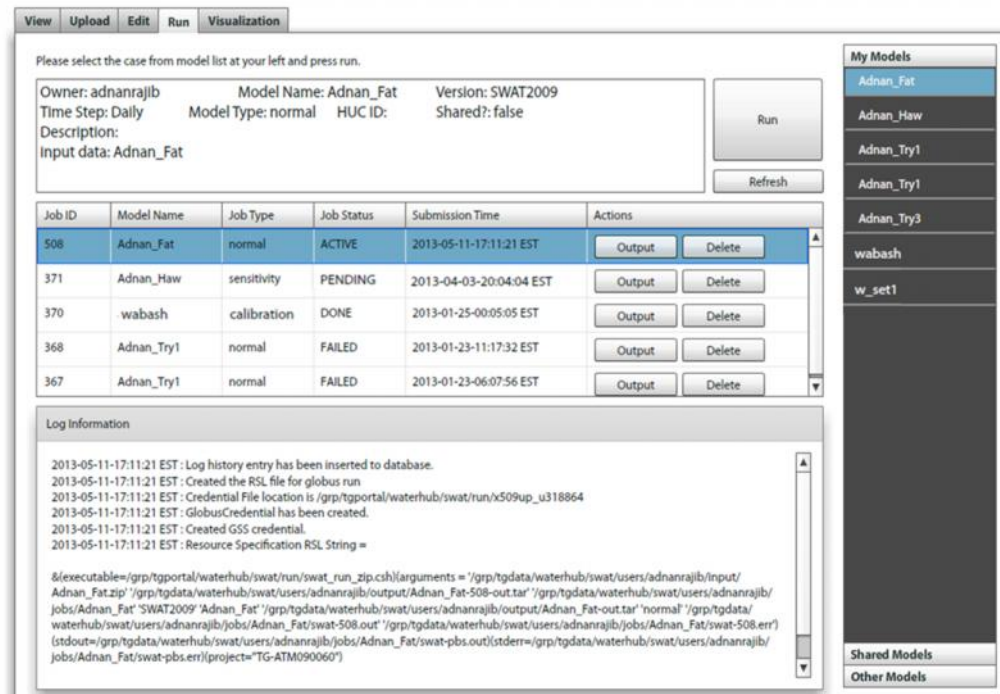 View Upload Edit Run Visualization
Please select the case from model list at your left and press run.
Owner: adnanrajib Model Name: Adnan_Fat Version: SWAT2009
Time Step: Daily Model Type: normal HUC ID: Shared?: false
Description:
Input data: Adnan_Fat
Run
Refresh
Job ID Model Name Job Type Job Status Submission Time Actions
508 Adnan_Fat normal ACTIVE 2013-05-11-17:11:21 EST Output Delete
371 Adnan_Haw sensitivity PENDING 2013-04-03-20:04:04 EST Output Delete
370 wabash calibration DONE 2013-01-25-00:05:05 EST Output Delete
368 Adnan_Try1 normal FAILED 2013-01-23-11:17:32 EST Output Delete
367 Adnan_Try1 normal FAILED 2013-01-23-06:07:56 EST Output Delete
Log Information
2013-05-11-17:11:21 EST : Log history entry has been inserted to database.
2013-05-11-17:11:21 EST : Created the RSL file for globus run
2013-05-11-17:11:21 EST : Credential File location is /grp/tgportal/waterhub/swat/run/x509up_u318864
2013-05-11-17:11:21 EST : GlobusCredential has been created.
2013-05-11-17:11:21 EST : Created GSS credential.
2013-05-11-17:11:21 EST : Resource Specification RSL String =
&(executable=/grp/tgportal/waterhub/swat/run/swat_run_zip.csh)(arguments = '/grp/tgdata/waterhub/swat/users/adnanrajib/input/
Adnan_Fat.zip' '/grp/tgdata/waterhub/swat/users/adnanrajib/output/Adnan_Fat-508-out.tar' '/grp/tgdata/waterhub/swat/users/adnanrajib/
jobs/Adnan_Fat' 'SWAT2009' 'Adnan_Fat' '/grp/tgdata/waterhub/swat/users/adnanrajib/output/Adnan_Fat-out.tar' 'normal' '/grp/tgdata/
waterhub/swat/users/adnanrajib/jobs/Adnan_Fat/swat-508.out' '/grp/tgdata/waterhub/swat/users/adnanrajib/jobs/Adnan_Fat/swat-508.err')
(stdout=/grp/tgdata/waterhub/swat/users/adnanrajib/jobs/Adnan_Fat/swat-pbs.out)(stderr=/grp/tgdata/waterhub/swat/users/adnanrajib/
jobs/Adnan_Fat/swat-pbs.err)(project="TG-ATM090060")
My Models
Adnan_Fat
Adnan_Haw
Adnan_Try1
Adnan_Try1
Adnan_Try3
wabash
w_set1
Shared Models
Other Models